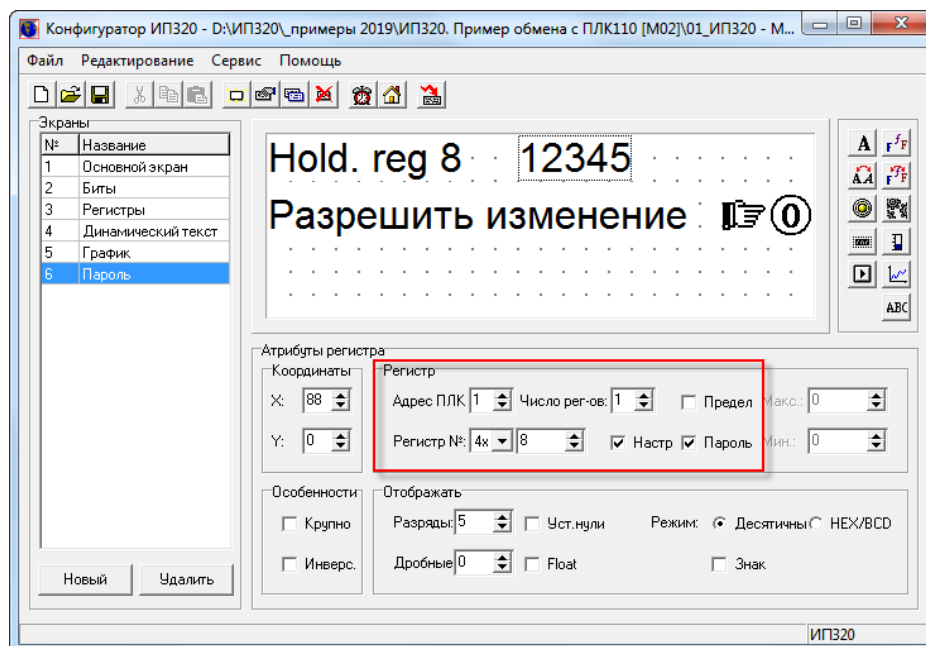 Конфигуратор ИП320 - D:\ИП320\_примеры 2019\ИП320. Пример обмена с ПЛК110 [M02]\01_ИП320 - M...
Файл Редактирование Сервис Помощь
Экраны
№ Название
1 Основной экран
2 Биты
3 Регистры
4 Динамический текст
5 График
6 Пароль
Новый Удалить
Hold. reg 8 12345
Разрешить изменение 0
ABC
Атрибуты регистра
Координаты Регистр
X: 88 Адрес ПЛК 1 Число рег-ов: 1 Предел Макс.: 0
Y: 0 Регистр №: 4x 8 Настр Пароль Мин.: 0
Особенности Отображать
Крупно Разряды: 5 Уст.нули Режим: Десятичны HEX/BCD
Инверс. Дробные 0 Float Знак
ИП320